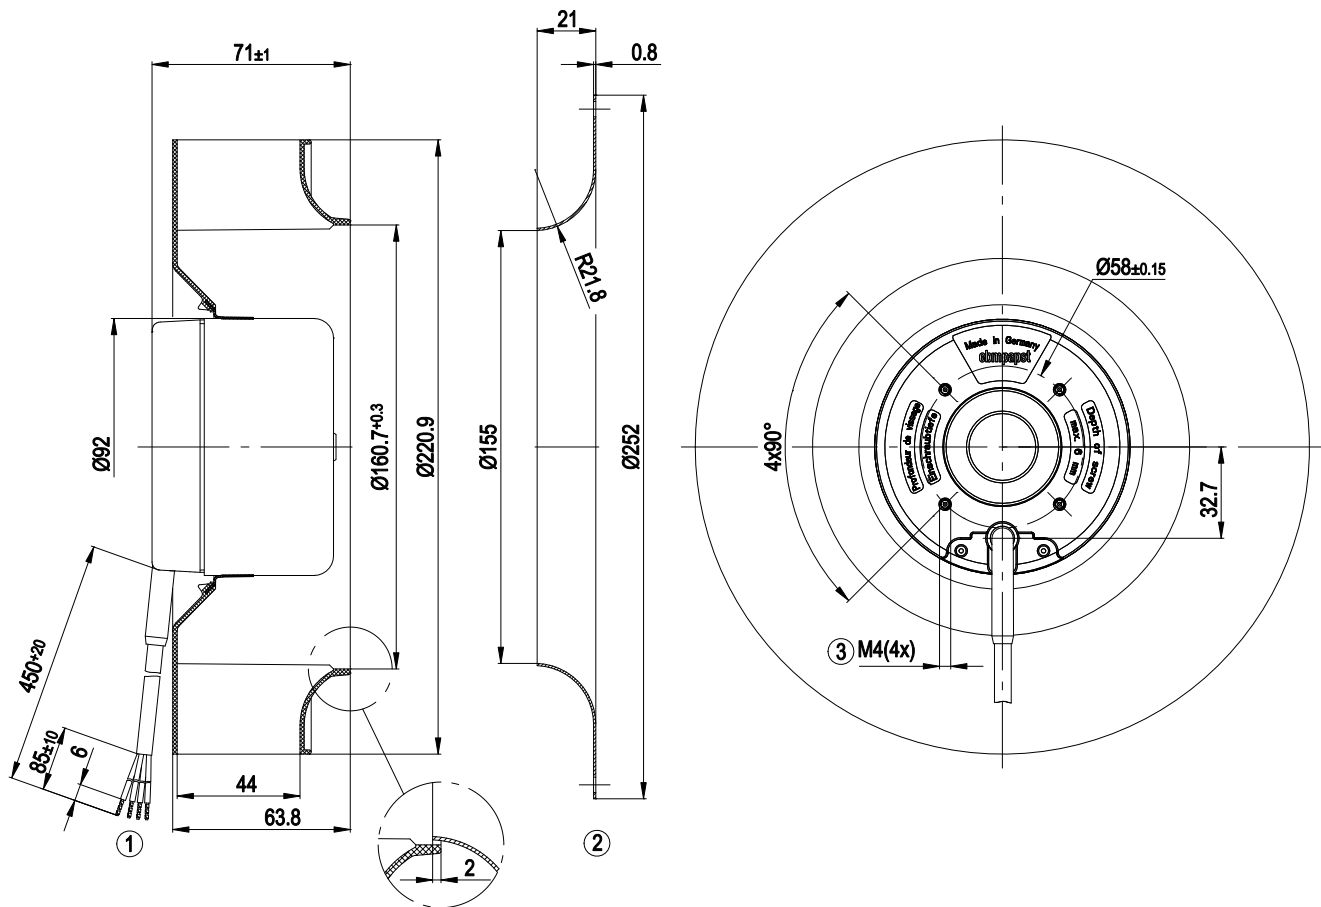 71±1
21
0.8
R21.8
Ø92
Ø160.7+0.3
Ø220.9
Ø155
Ø252
450+20
85±10
6
44
63.8
2
1
2
Ø58±0.15
Made in Germany
ebmpapst
4x90°
Profondeur de vissage
Einschraubtiefe
Depth of screw
max. 6 mm
32.7
3 M4(4x)